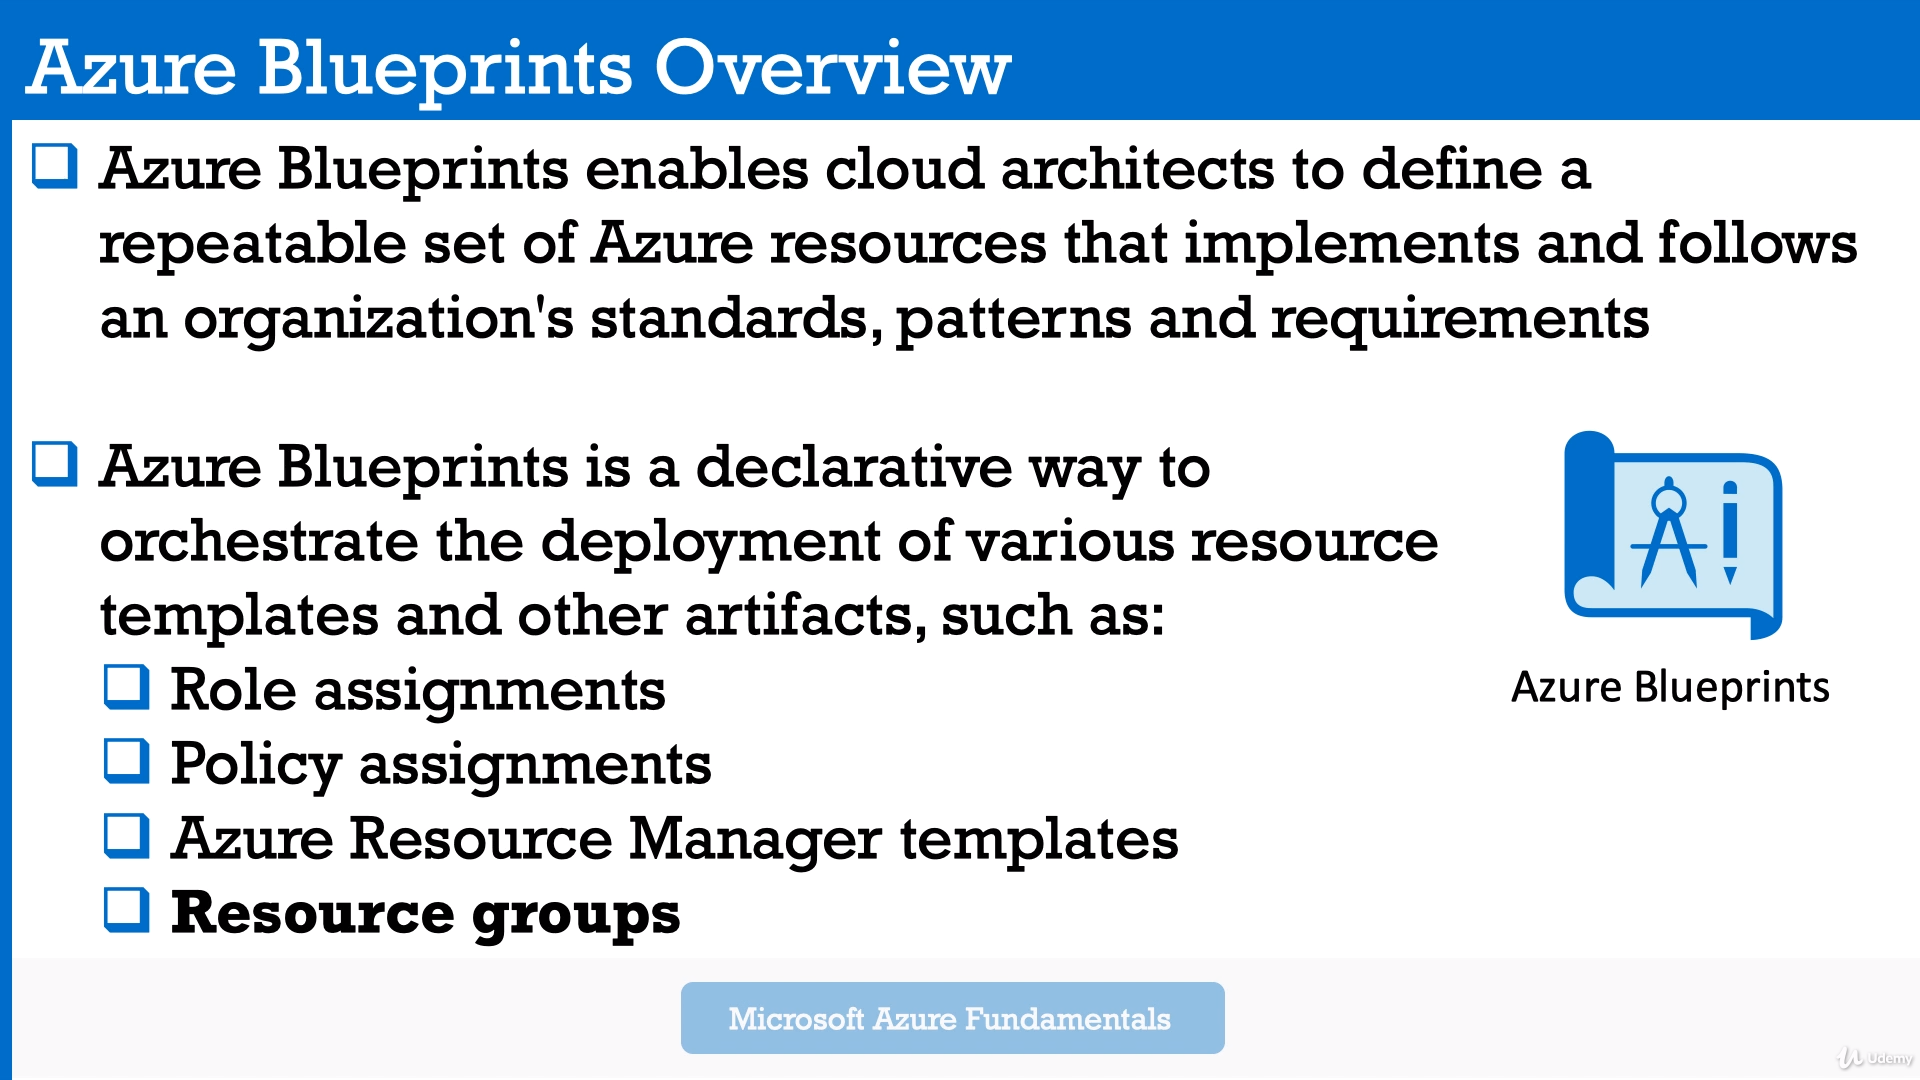 Azure Blueprints Overview
Azure Blueprints enables cloud architects to define a
repeatable set of Azure resources that implements and follows
an organization's standards, patterns and requirements
Azure Blueprints is a declarative way to
orchestrate the deployment of various resource
templates and other artifacts, such as:
Role assignments
Policy assignments
Azure Resource Manager templates
Resource groups
Azure Blueprints
Microsoft Azure Fundamentals
Udemy